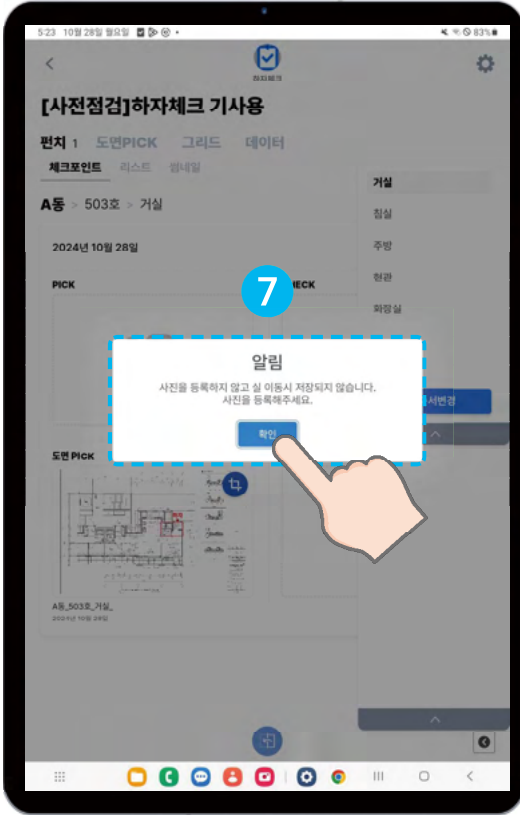 5:23 10월 28일 월요일
83%
하자체크
[사전점검]하자체크 기사용
펀치 1 도면PICK 그리드 데이터
체크포인트 리스트 썸네일
거실
A동 > 503호 > 거실
침실
2024년 10월 28일
주방
PICK
HECK
현관
7
화장실
알림
사진을 등록하지 않고 실 이동시 저장되지 않습니다.
사진을 등록해주세요.
서변경
확인
도면 PICK
A동_503호_거실_
2024년 10월 28일